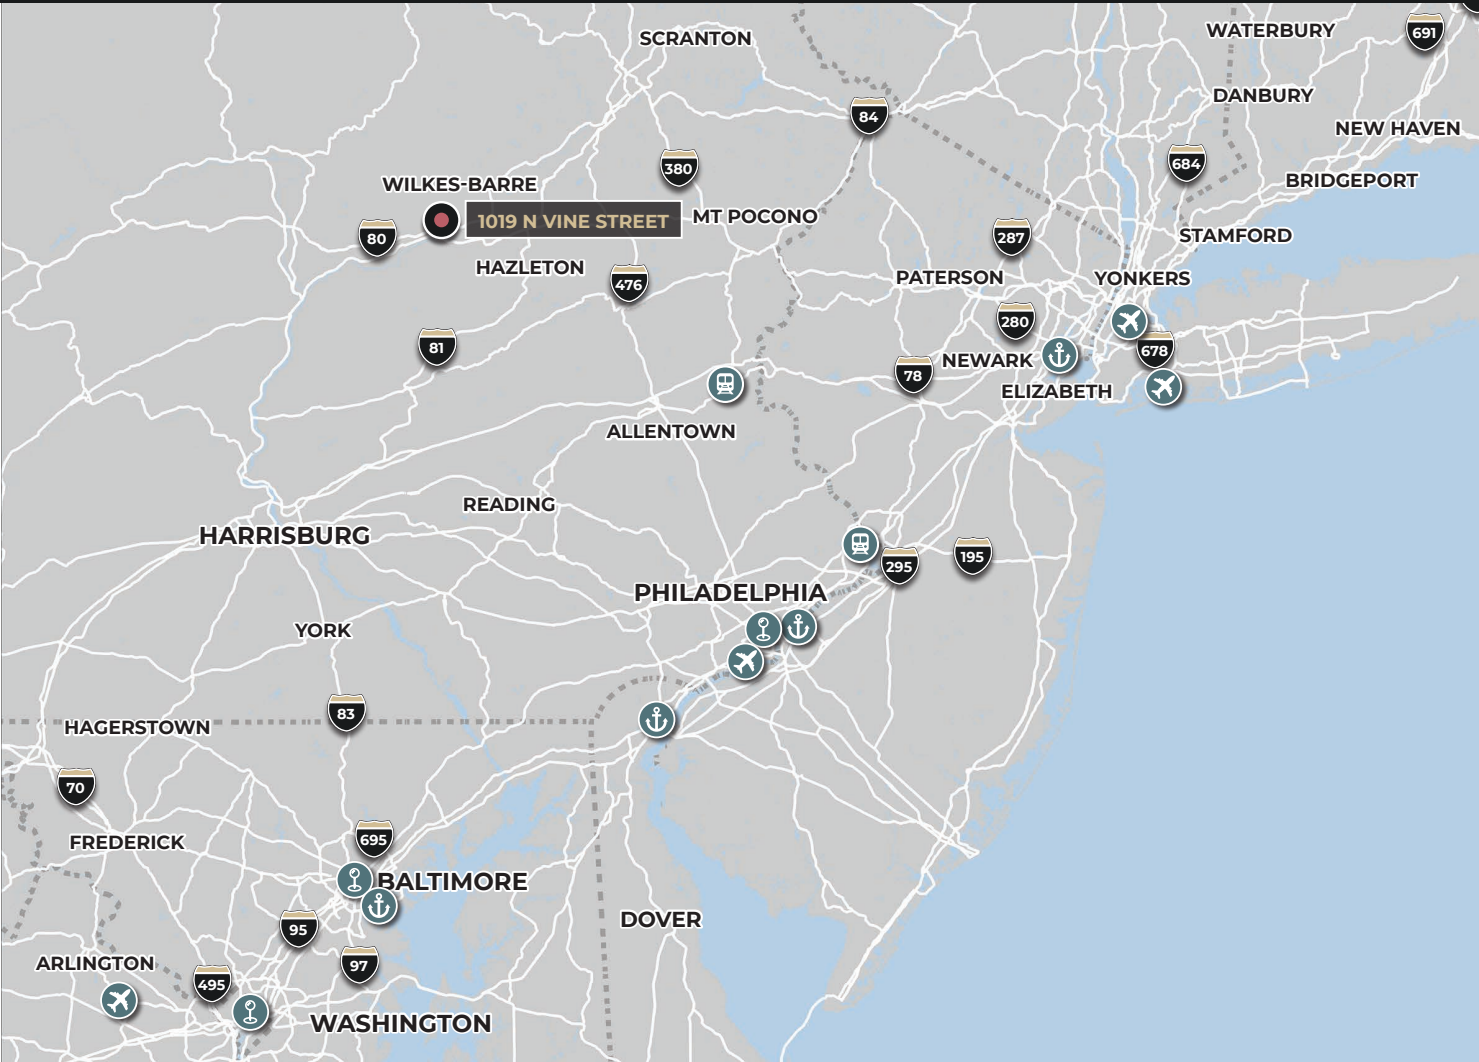 SCRANTON
WATERBURY
691
DANBURY
84
NEW HAVEN
380
684
WILKES-BARRE
BRIDGEPORT
1019 N VINE STREET
MT POCONO
80
287
STAMFORD
HAZLETON
476
PATERSON
YONKERS
280
81
678
NEWARK
78
ELIZABETH
ALLENTOWN
READING
HARRISBURG
195
295
PHILADELPHIA
YORK
83
HAGERSTOWN
70
695
FREDERICK
BALTIMORE
DOVER
95
ARLINGTON
97
495
WASHINGTON